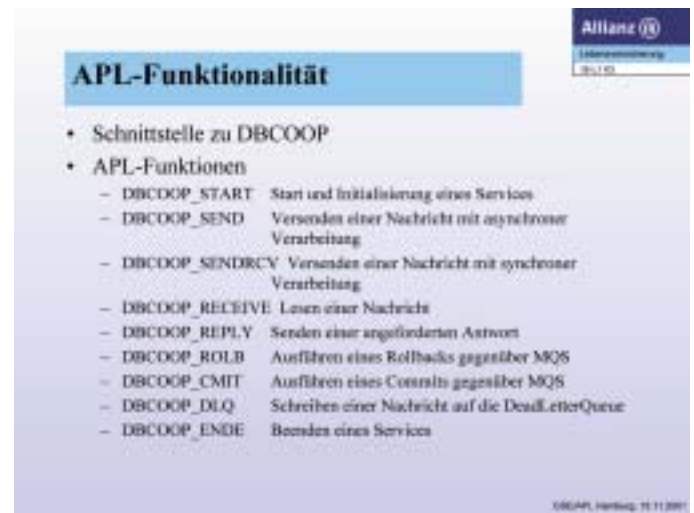 Allianz
Lebensversicherung
APL-Funktionalität
• Schnittstelle zu DBCOOP
• APL-Funktionen
– DBCOOP_START Start und Initialisierung eines Services
– DBCOOP_SEND Versenden einer Nachricht mit asynchroner
Verarbeitung
– DBCOOP_SENDRCV Versenden einer Nachricht mit synchroner
Verarbeitung
– DBCOOP_RECEIVE Lesen einer Nachricht
– DBCOOP_REPLY Senden einer angeforderten Antwort
– DBCOOP_ROLB Ausführen eines Rollbacks gegenüber MQS
– DBCOOP_CMIT Ausführen eines Commits gegenüber MQS
– DBCOOP_DLQ Schreiben einer Nachricht auf die DeadLetterQueue
– DBCOOP_ENDE Beenden eines Services
Hamburg,